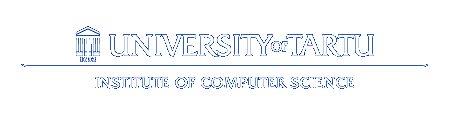 UNIVERSITY OF TARTU
INSTITUTE OF COMPUTER SCIENCE